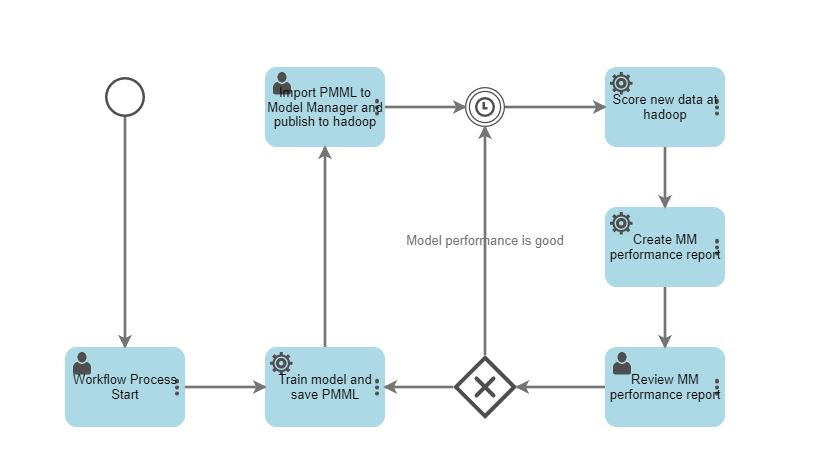 Import PMML to
Model Manager and
publish to hadoop
Score new data at
hadoop
Model performance is good
Create MM
performance report
Workflow Process
Start
Train model and
save PMML
Review MM
performance report